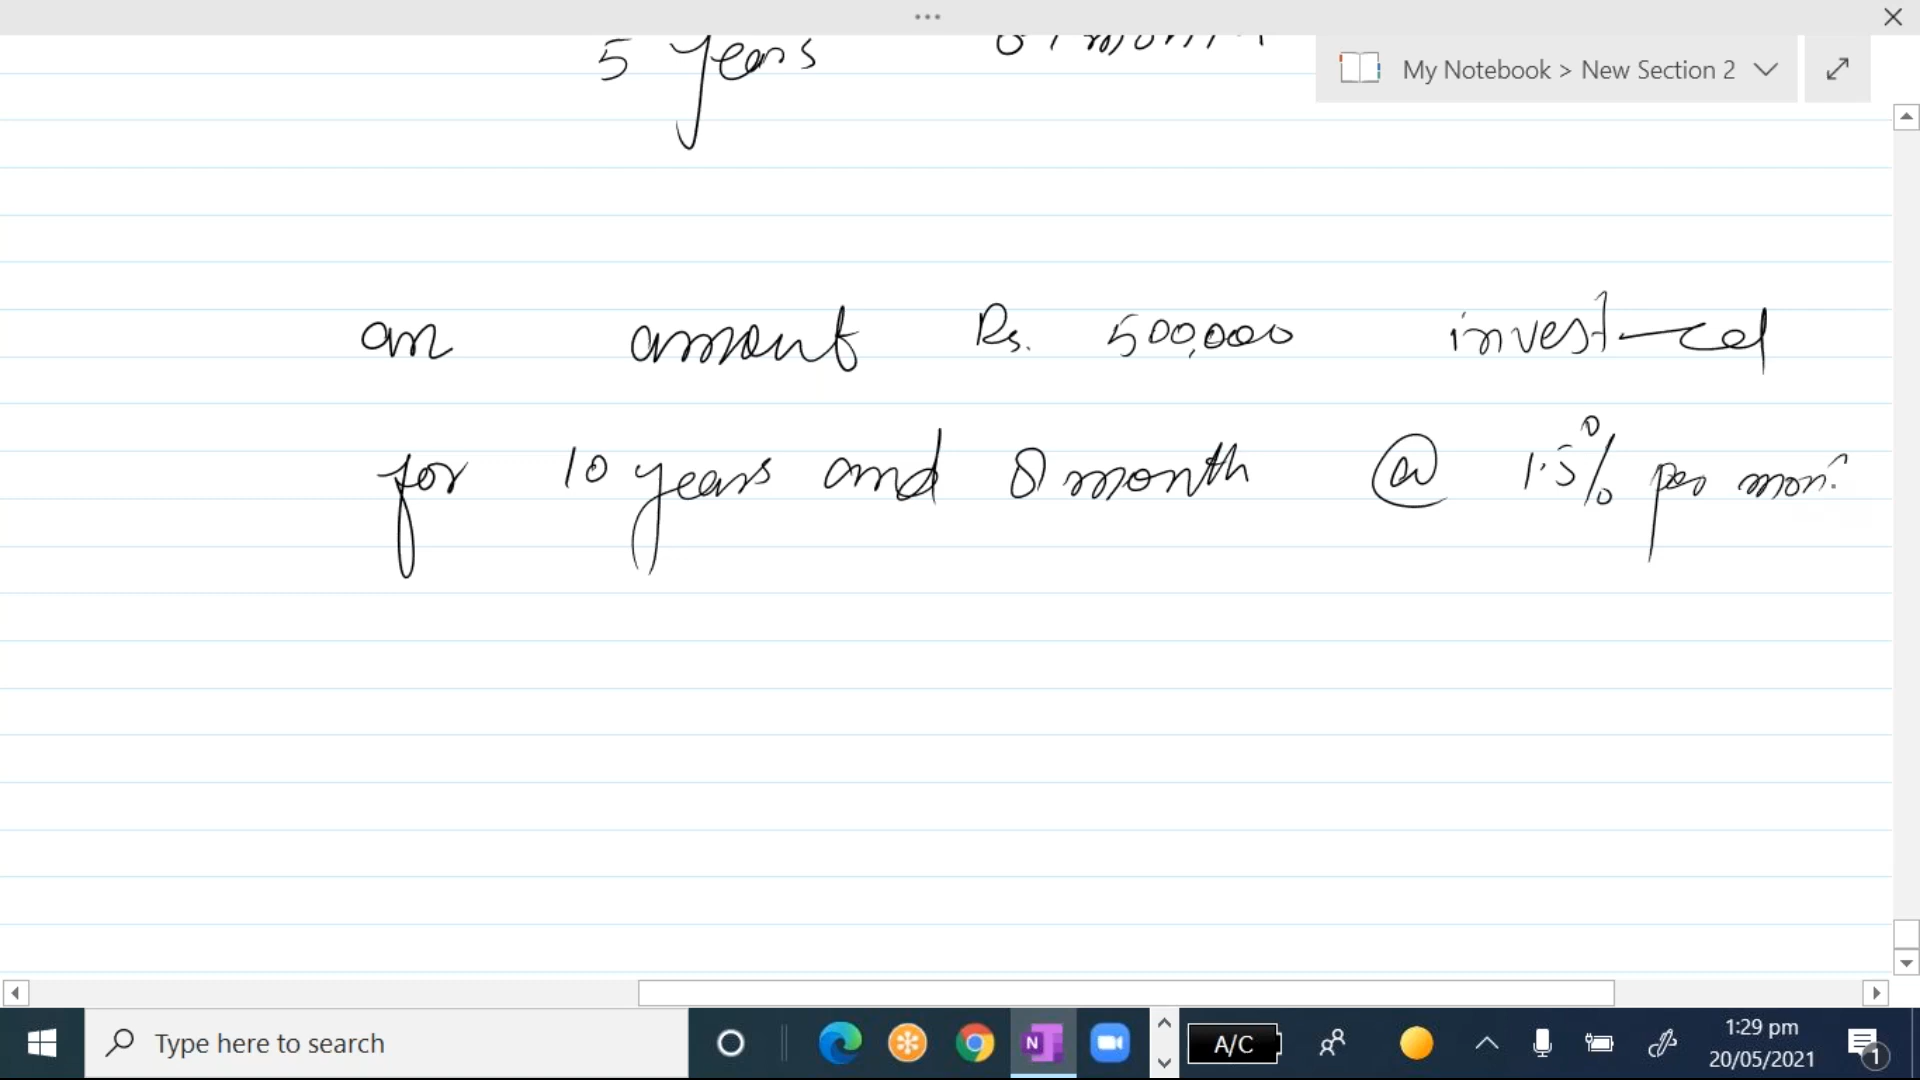 5 years
My Notebook > New Section 2
an amount Rs. 500,000 invested
for 10 years and 8 month @ 1.5% per mon
Type here to search
N
A/C
1:29 pm
20/05/2021
1